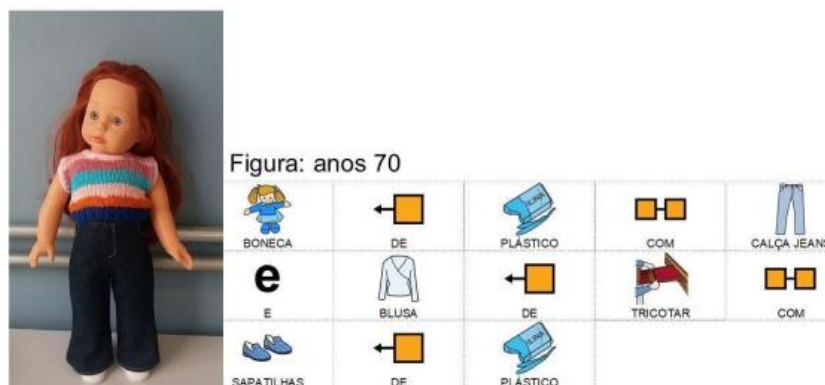 Figura: anos 70
BONECA DE PLÁSTICO COM CALÇA JEANS
e
E BLUSA DE TRICOTAR COM
SAPATILHAS DE PLÁSTICO